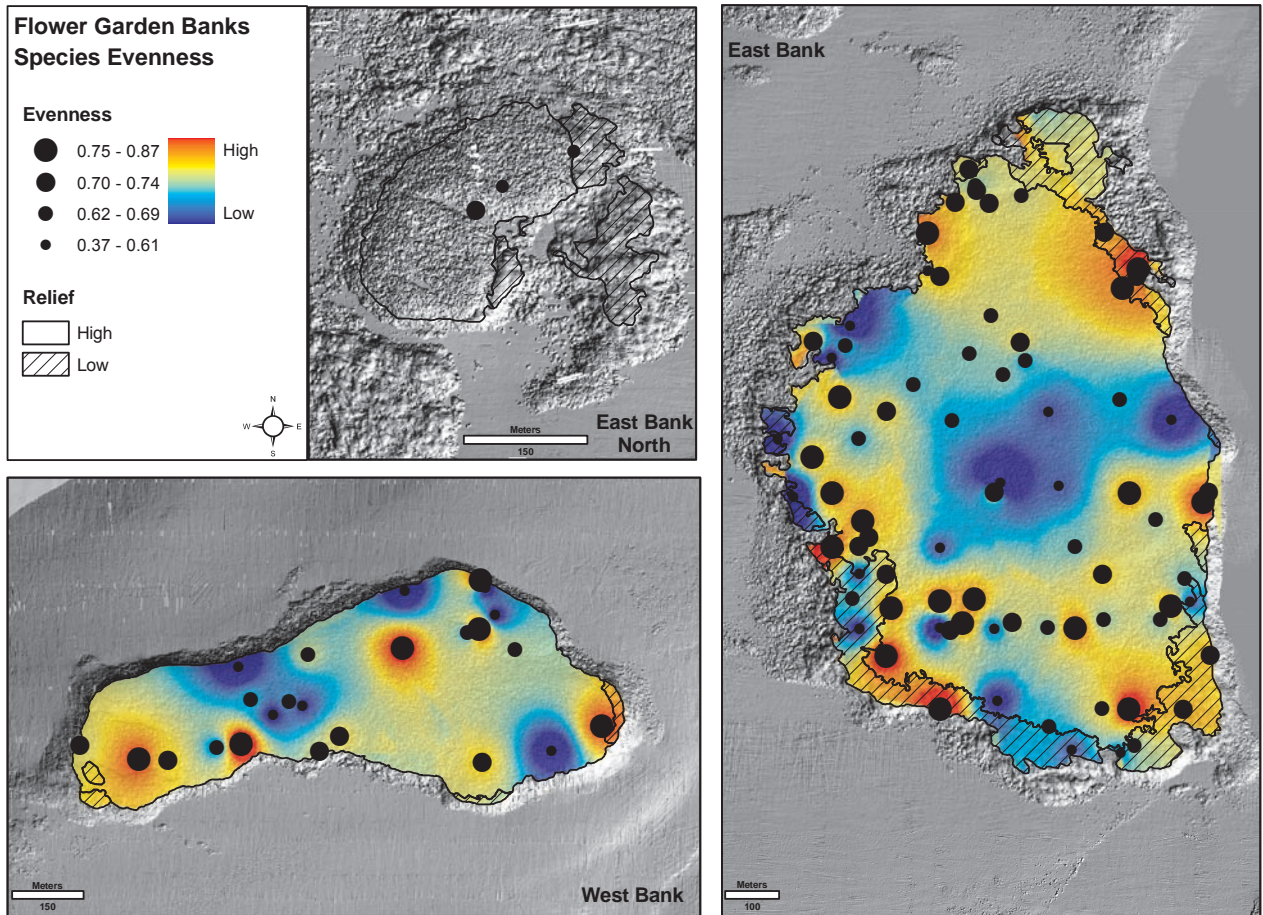 Flower Garden Banks
Species Evenness
Evenness
0.75 - 0.87
0.70 - 0.74
0.62 - 0.69
0.37 - 0.61
High
Low
Relief
High
Low
N
W E
S
Meters
150
East Bank
North
East Bank
Meters
100
Meters
150
West Bank